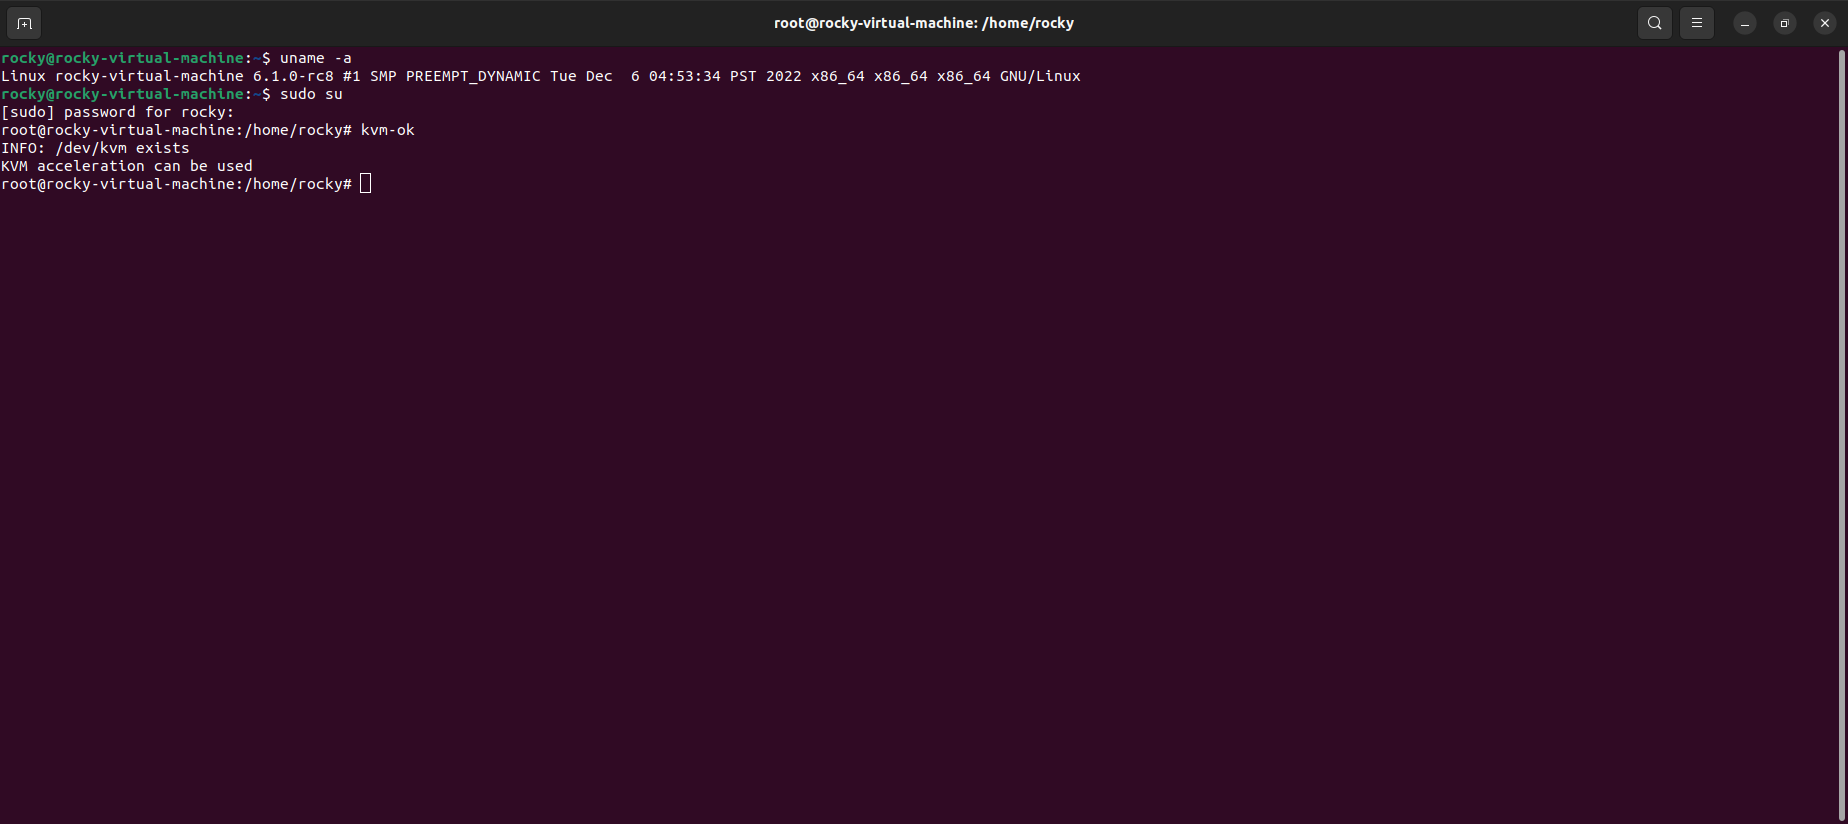 root@rocky-virtual-machine: /home/rocky
rocky@rocky-virtual-machine:~$ uname -a
Linux rocky-virtual-machine 6.1.0-rc8 #1 SMP PREEMPT_DYNAMIC Tue Dec  6 04:53:34 PST 2022 x86_64 x86_64 x86_64 GNU/Linux
rocky@rocky-virtual-machine:~$ sudo su
[sudo] password for rocky:
root@rocky-virtual-machine:/home/rocky# kvm-ok
INFO: /dev/kvm exists
KVM acceleration can be used
root@rocky-virtual-machine:/home/rocky#